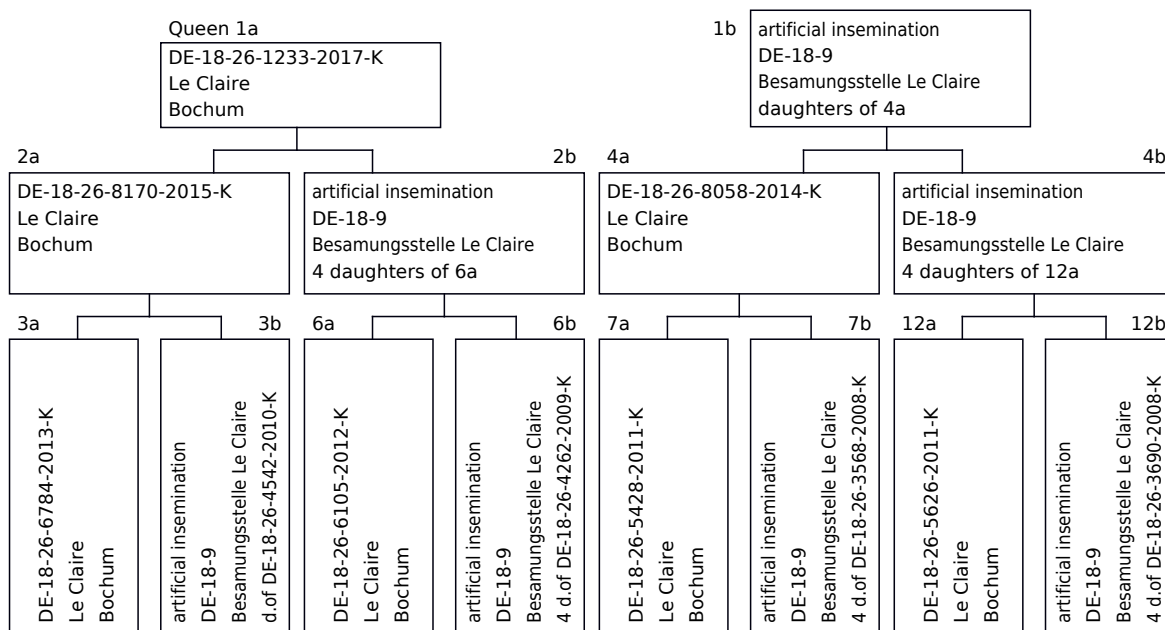 Queen 1a
DE-18-26-1233-2017-K
Le Claire
Bochum
1b
artificial insemination
DE-18-9
Besamungsstelle Le Claire
daughters of 4a
2a
DE-18-26-8170-2015-K
Le Claire
Bochum
2b
artificial insemination
DE-18-9
Besamungsstelle Le Claire
4 daughters of 6a
4a
DE-18-26-8058-2014-K
Le Claire
Bochum
4b
artificial insemination
DE-18-9
Besamungsstelle Le Claire
4 daughters of 12a
3a
DE-18-26-6784-2013-K
Le Claire
Bochum
3b
artificial insemination
DE-18-9
Besamungsstelle Le Claire
d.of DE-18-26-4542-2010-K
6a
DE-18-26-6105-2012-K
Le Claire
Bochum
6b
artificial insemination
DE-18-9
Besamungsstelle Le Claire
4 d.of DE-18-26-4262-2009-K
7a
DE-18-26-5428-2011-K
Le Claire
Bochum
7b
artificial insemination
DE-18-9
Besamungsstelle Le Claire
4 d.of DE-18-26-3568-2008-K
12a
DE-18-26-5626-2011-K
Le Claire
Bochum
12b
artificial insemination
DE-18-9
Besamungsstelle Le Claire
4 d.of DE-18-26-3690-2008-K